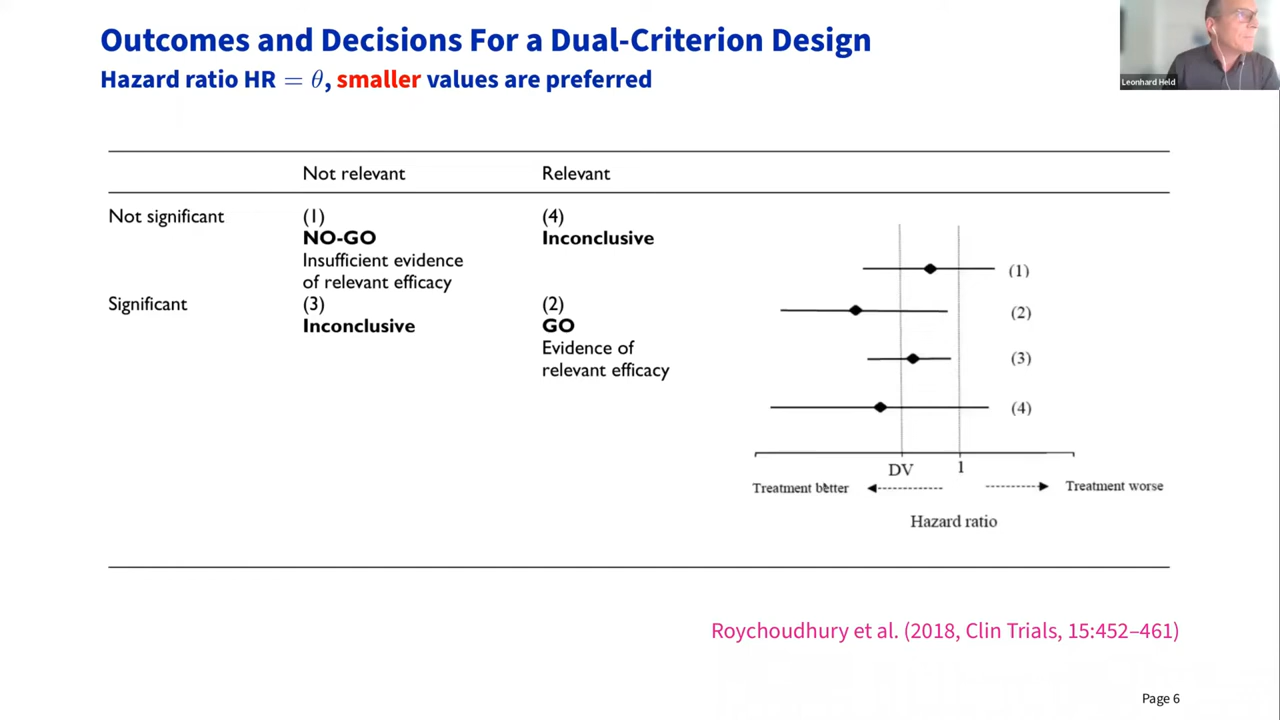 Outcomes and Decisions For a Dual-Criterion Design
Hazard ratio HR = θ, smaller values are preferred
Leonhard Held
Not relevant
Relevant
Not significant
(1)
(4)
NO-GO
Inconclusive
Insufficient evidence
of relevant efficacy
Significant
(3)
(2)
Inconclusive
GO
Evidence of
relevant efficacy
(1)
(2)
(3)
(4)
DV
1
Treatment better
Treatment worse
Hazard ratio
Roychoudhury et al. (2018, Clin Trials, 15:452–461)
Page 6